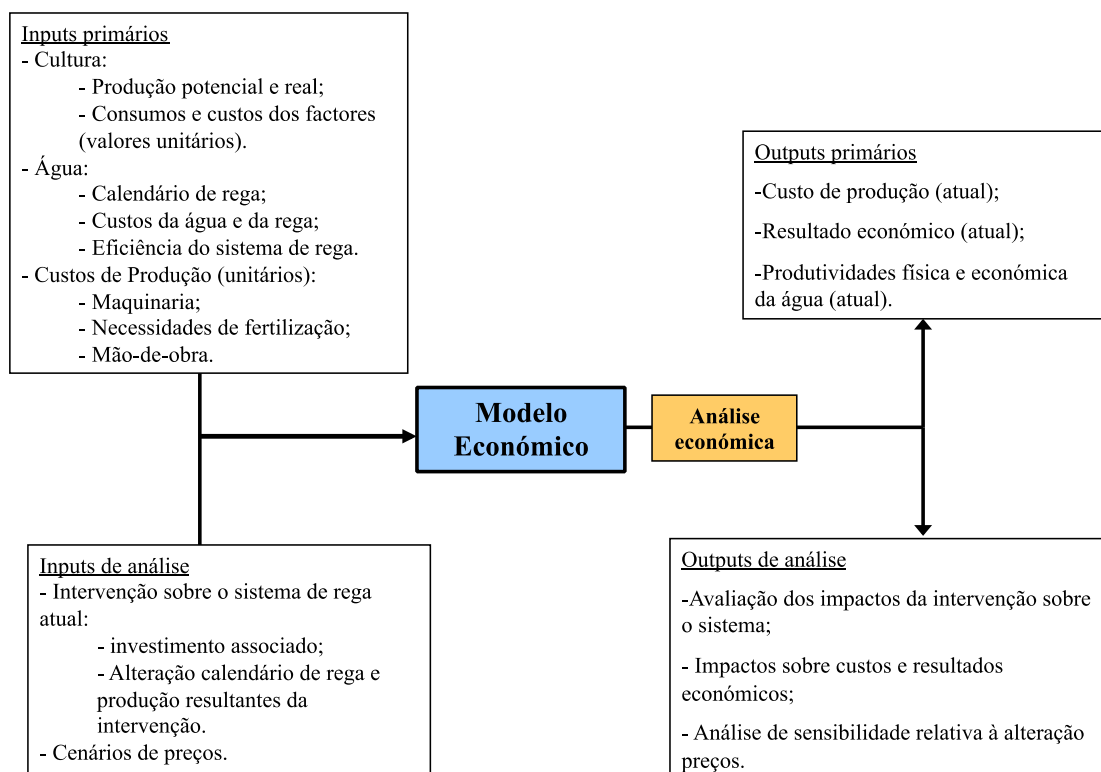 Inputs primários
- Cultura:
- Produção potencial e real;
- Consumos e custos dos factores
(valores unitários).
- Água:
- Calendário de rega;
- Custos da água e da rega;
- Eficiência do sistema de rega.
- Custos de Produção (unitários):
- Maquinaria;
- Necessidades de fertilização;
- Mão-de-obra.
Outputs primários
-Custo de produção (atual);
-Resultado económico (atual);
-Produtividades física e económica
da água (atual).
Modelo
Económico
Análise
económica
Inputs de análise
- Intervenção sobre o sistema de rega
atual:
- investimento associado;
- Alteração calendário de rega e
produção resultantes da
intervenção.
- Cenários de preços.
Outputs de análise
-Avaliação dos impactos da intervenção sobre
o sistema;
- Impactos sobre custos e resultados
económicos;
- Análise de sensibilidade relativa à alteração
preços.